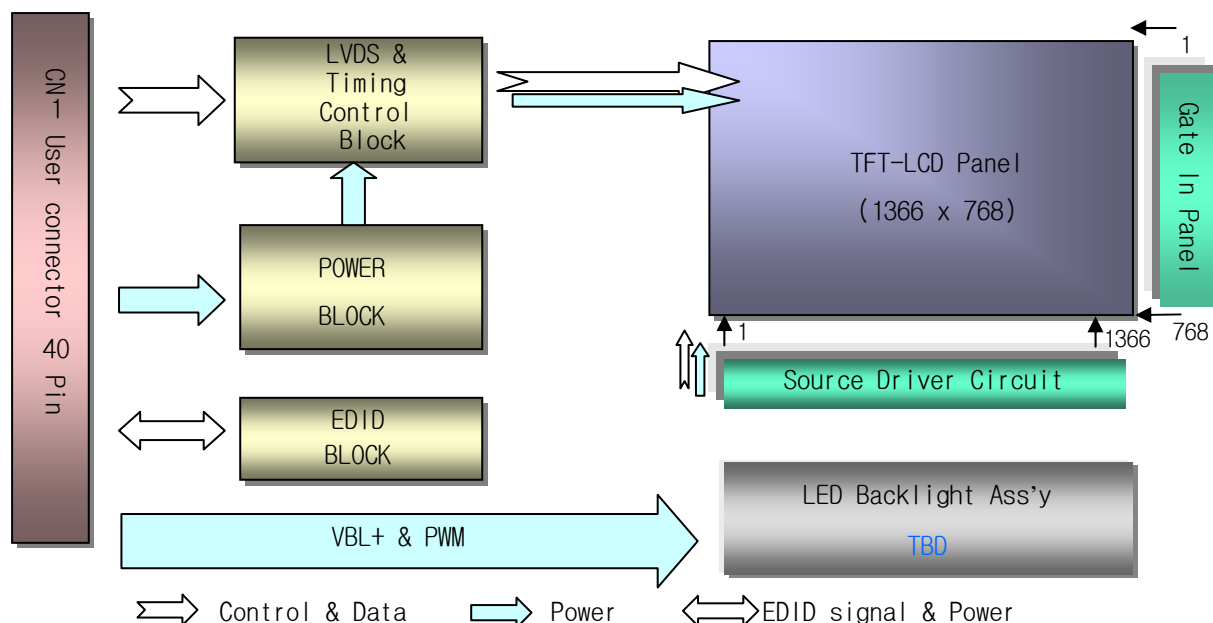 CN- User connector 40 Pin
LVDS &
Timing
Control
Block
POWER
BLOCK
EDID
BLOCK
VBL+ & PWM
TFT-LCD Panel
(1366 x 768)
1
Gate In Panel
768
1
1366
Source Driver Circuit
LED Backlight Ass’y
TBD
Control & Data
Power
EDID signal & Power